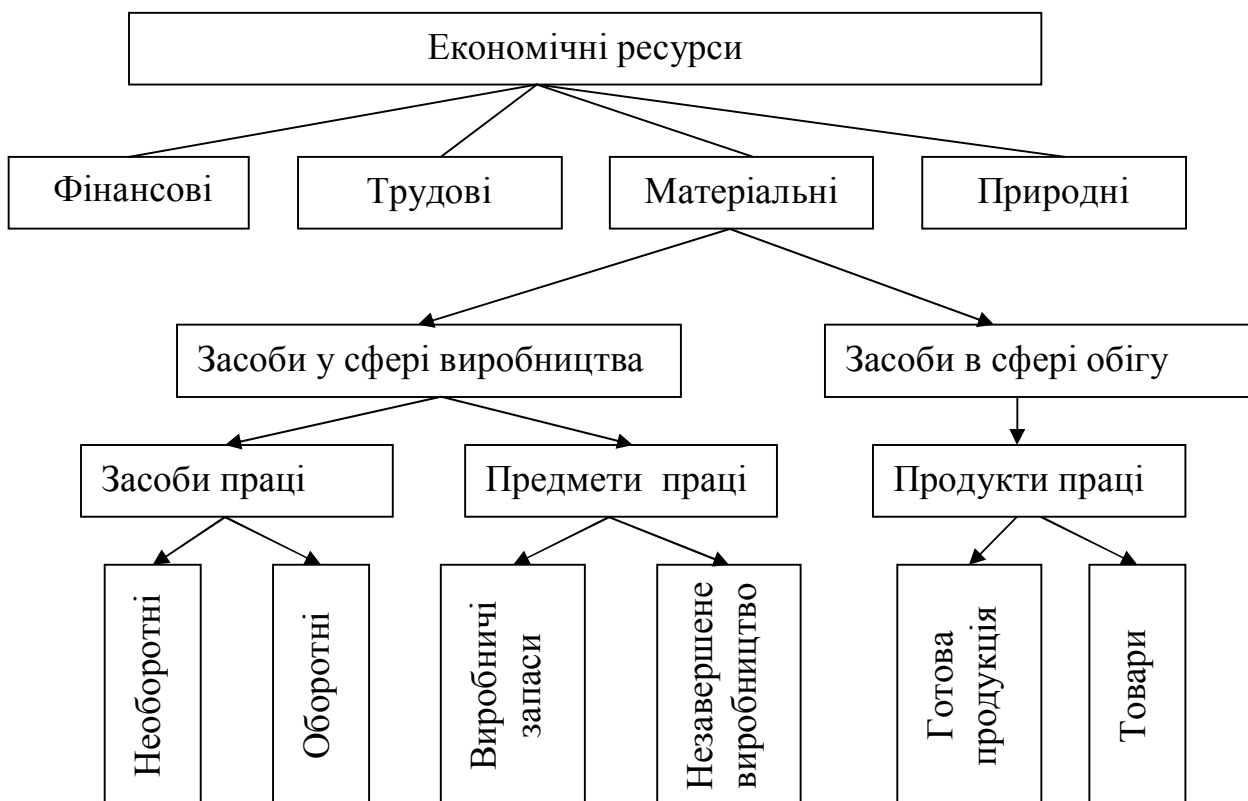 Економічні ресурси
Фінансові
Трудові
Матеріальні
Природні
Засоби у сфері виробництва
Засоби в сфері обігу
Засоби праці
Предмети праці
Продукти праці
Необоротні
Оборотні
Виробничі
запаси
Незавершене
виробництво
Готова
продукція
Товари